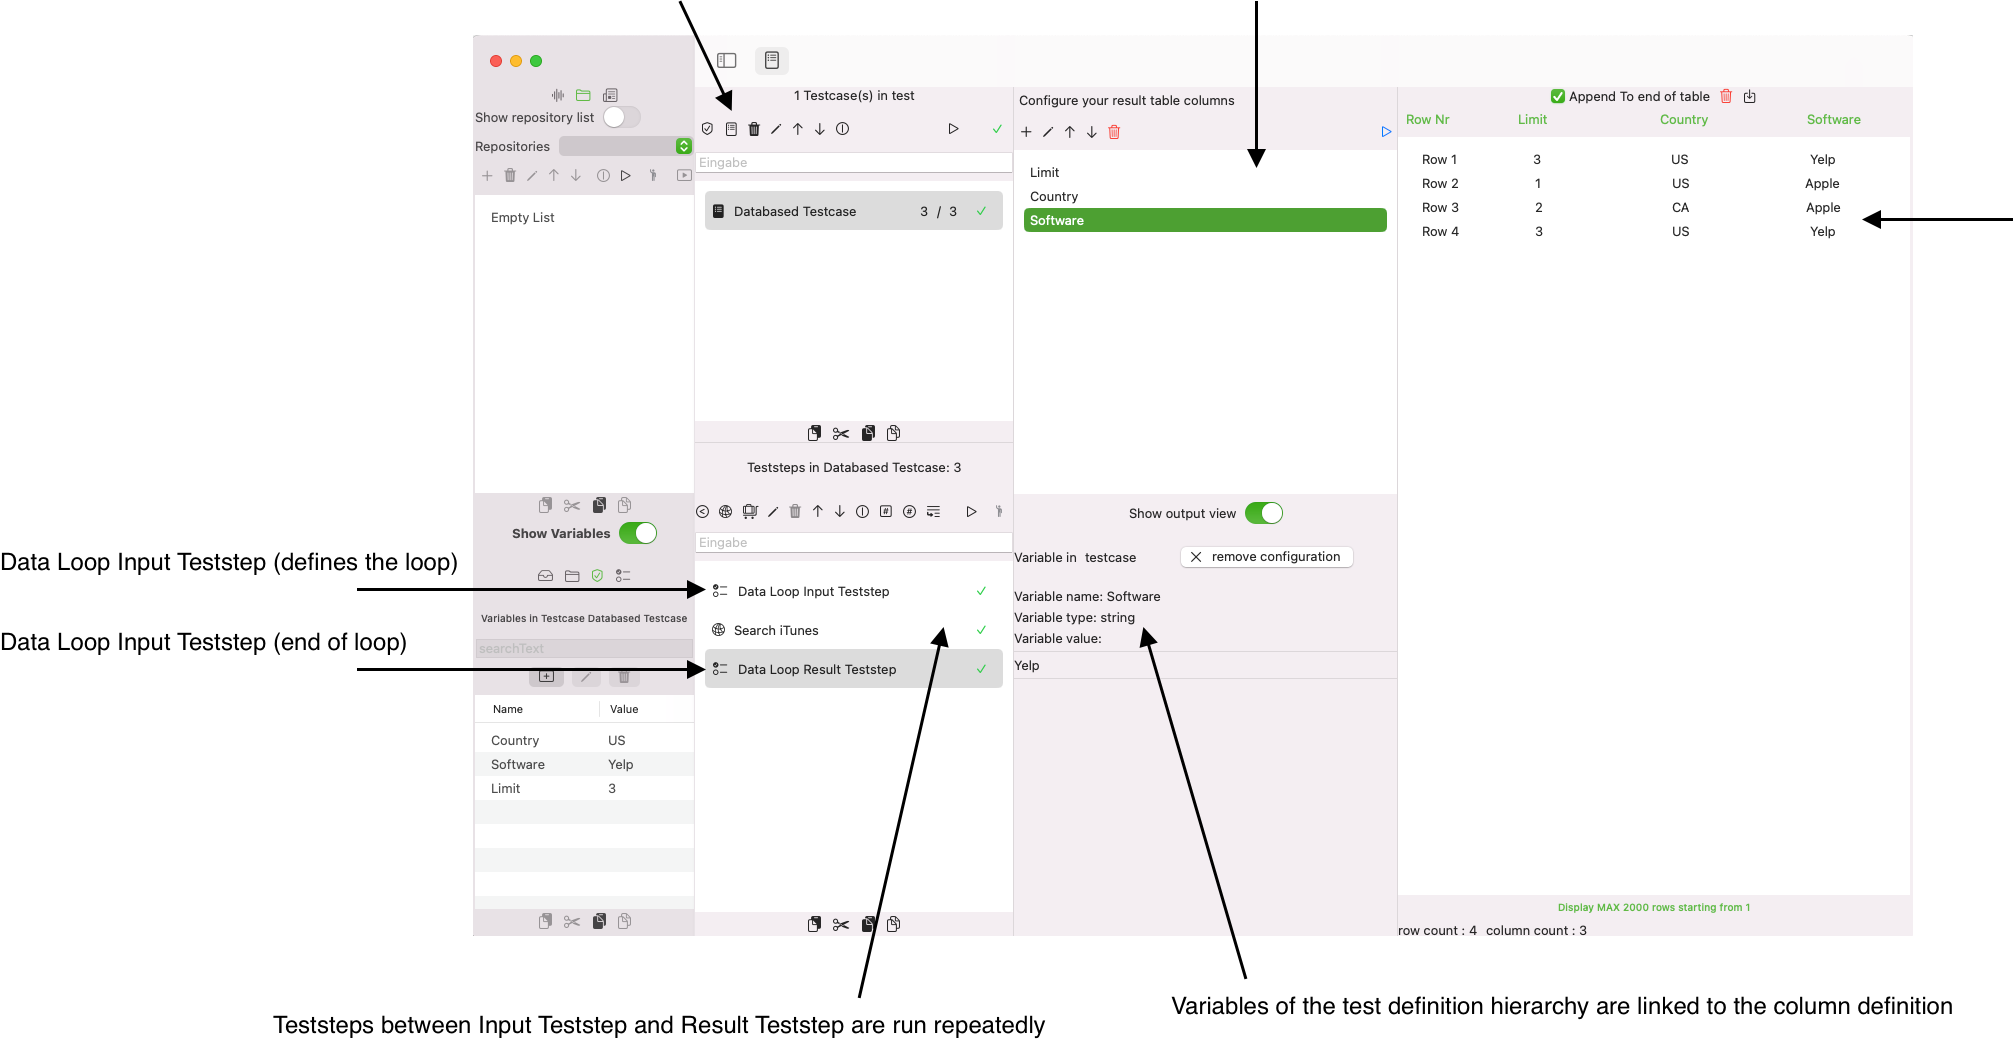 Show repository list
Repositories
Empty List
Show Variables
Variables in Testcase Databased Testcase
searchText
Name Value
Country US
Software Yelp
Limit 3
1 Testcase(s) in test
Eingabe
Databased Testcase 3 / 3
Teststeps in Databased Testcase: 3
Eingabe
Data Loop Input Teststep
Search iTunes
Data Loop Result Teststep
Configure your result table columns
Limit
Country
Software
Show output view
Variable in testcase
remove configuration
Variable name: Software
Variable type: string
Variable value:
Yelp
Append To end of table
Row Nr Limit Country Software
Row 1 3 US Yelp
Row 2 1 US Apple
Row 3 2 CA Apple
Row 4 3 US Yelp
Display MAX 2000 rows starting from 1
row count : 4 column count : 3
Data Loop Input Teststep (defines the loop)
Data Loop Input Teststep (end of loop)
Teststeps between Input Teststep and Result Teststep are run repeatedly
Variables of the test definition hierarchy are linked to the column definition